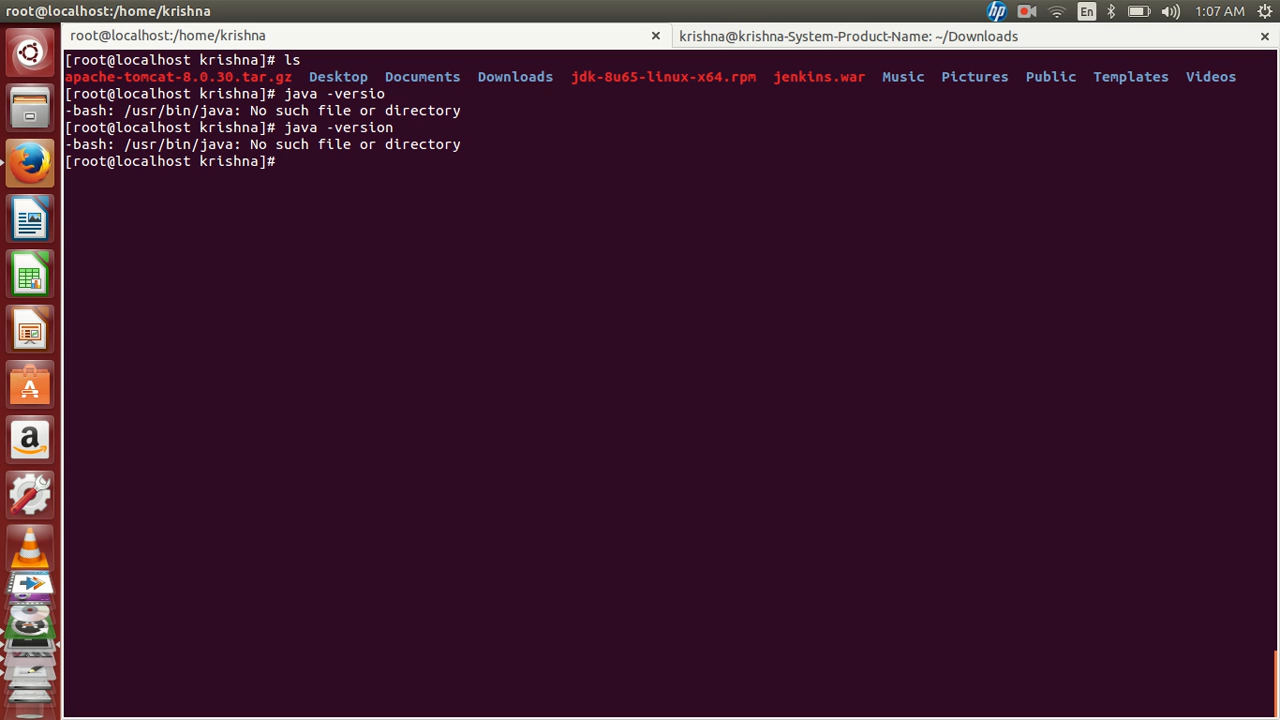 root@localhost:/home/krishna
En
1:07 AM
root@localhost:/home/krishna × krishna@krishna-System-Product-Name: ~/Downloads ×
[root@localhost krishna]# ls
apache-tomcat-8.0.30.tar.gz Desktop Documents Downloads jdk-8u65-linux-x64.rpm jenkins.war Music Pictures Public Templates Videos
[root@localhost krishna]# java -versio
-bash: /usr/bin/java: No such file or directory
[root@localhost krishna]# java -version
-bash: /usr/bin/java: No such file or directory
[root@localhost krishna]#